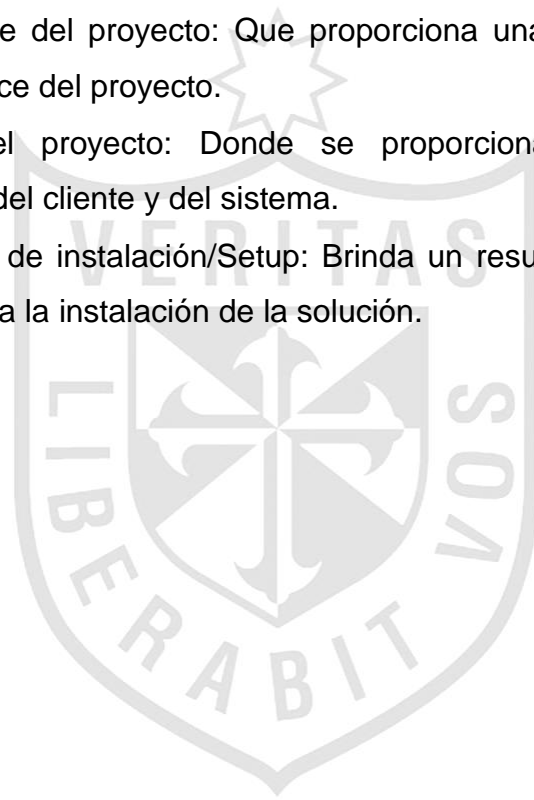 e del proyecto: Que proporciona una
ce del proyecto.
el proyecto: Donde se proporciona
del cliente y del sistema.
de instalación/Setup: Brinda un resu
a la instalación de la solución.
VERITAS
LIBERABIT
VOS